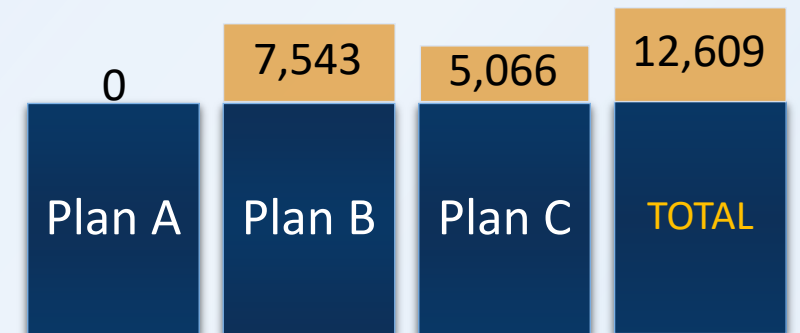 0
7,543
5,066
12,609
Plan A
Plan B
Plan C
TOTAL